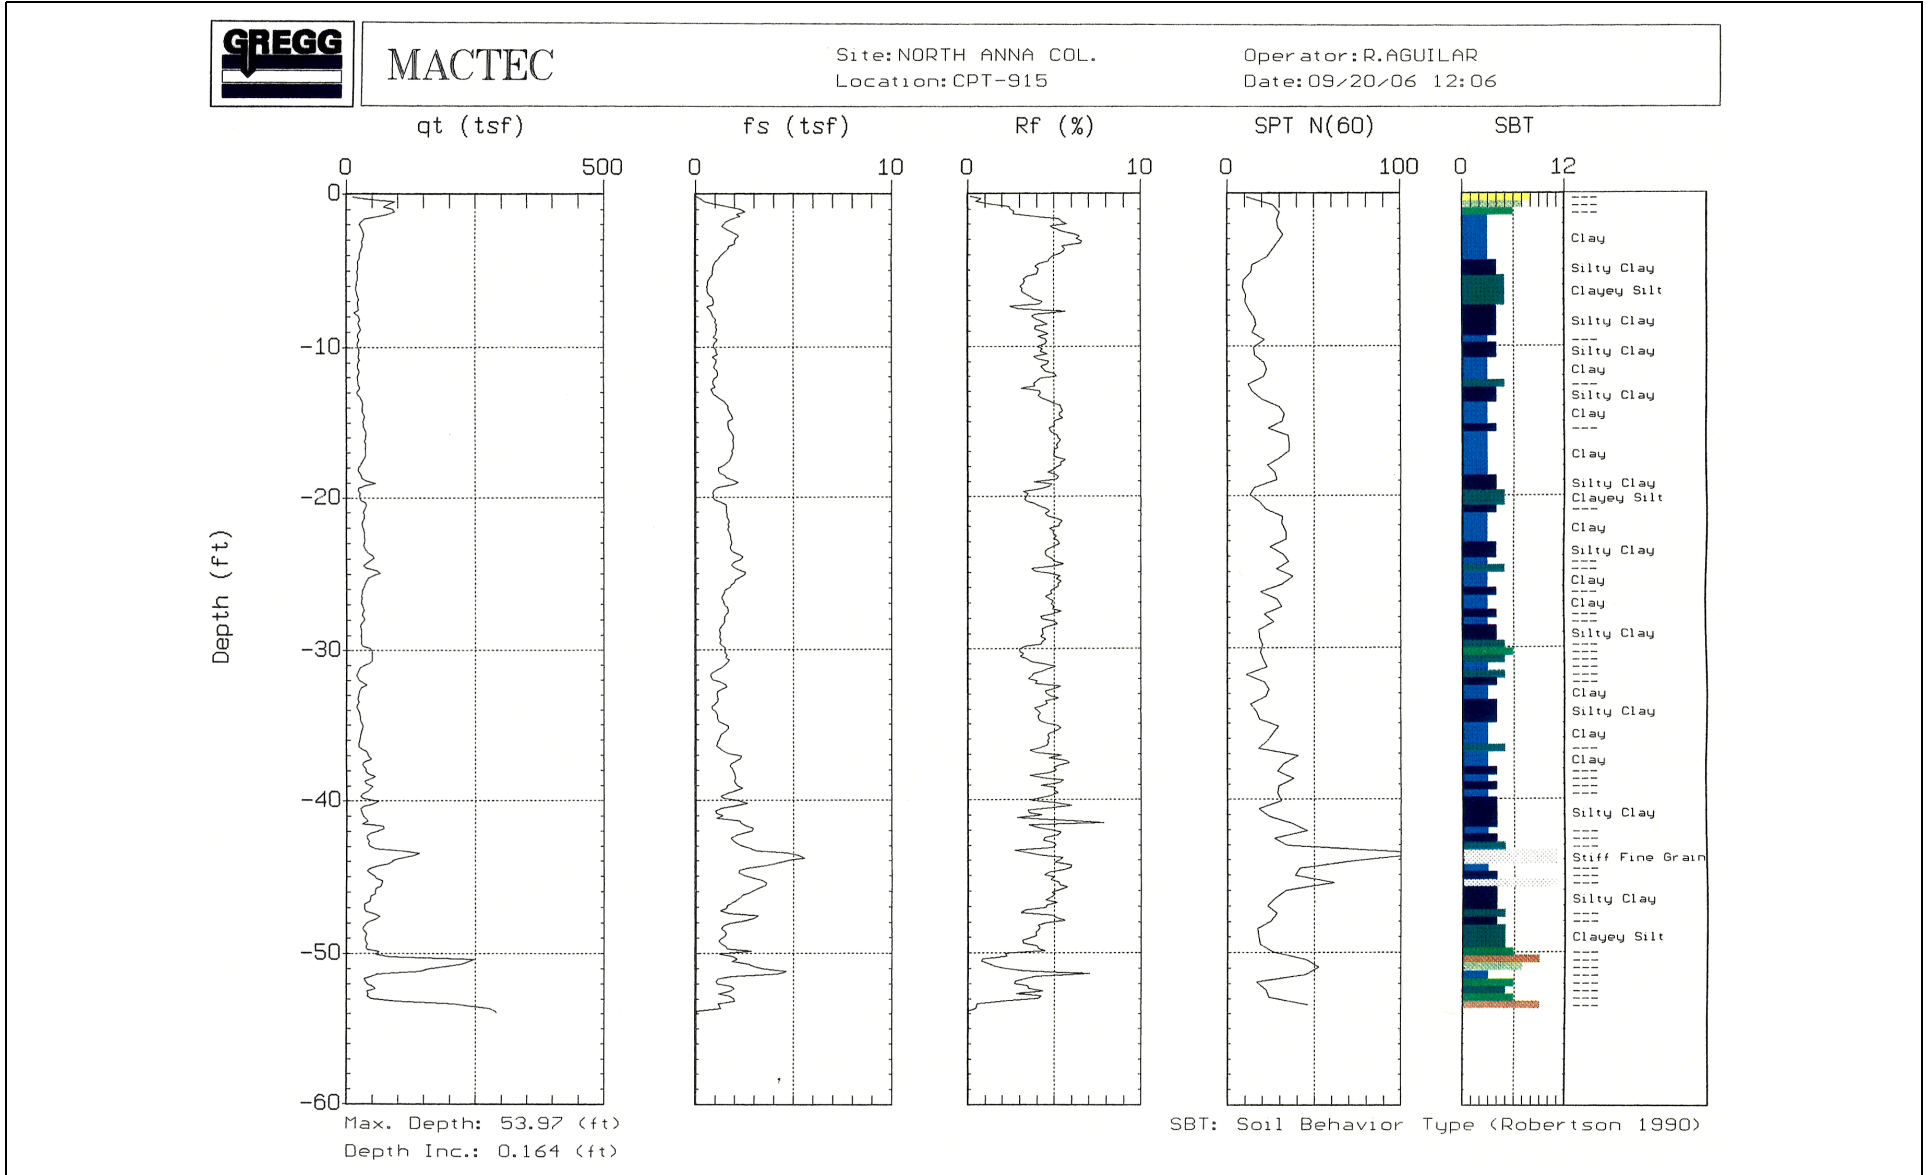 GREGG
MACTEC
Site:NORTH ANNA COL.
Location:CPT-915
Operator:R.AGUILAR
Date:09/20/06 12:06
qt (tsf)
fs (tsf)
Rf (%)
SPT N(60)
SBT
0 500
0 10
0 10
0 100
0 12
0
-10
-20
-30
-40
-50
-60
Depth (ft)
---
---
---
Clay
Silty Clay
Clayey Silt
Silty Clay
---
Silty Clay
Clay
---
Silty Clay
Clay
---
Clay
Silty Clay
Clayey Silt
---
Clay
Silty Clay
---
---
Clay
---
Clay
---
---
Silty Clay
---
---
---
---
---
---
Clay
Silty Clay
Clay
---
Clay
---
---
---
---
Silty Clay
---
---
---
Stiff Fine Grain
---
---
---
Silty Clay
---
---
Clayey Silt
---
---
---
---
---
---
---
---
Max. Depth: 53.97 (ft)
Depth Inc.: 0.164 (ft)
SBT: Soil Behavior Type (Robertson 1990)